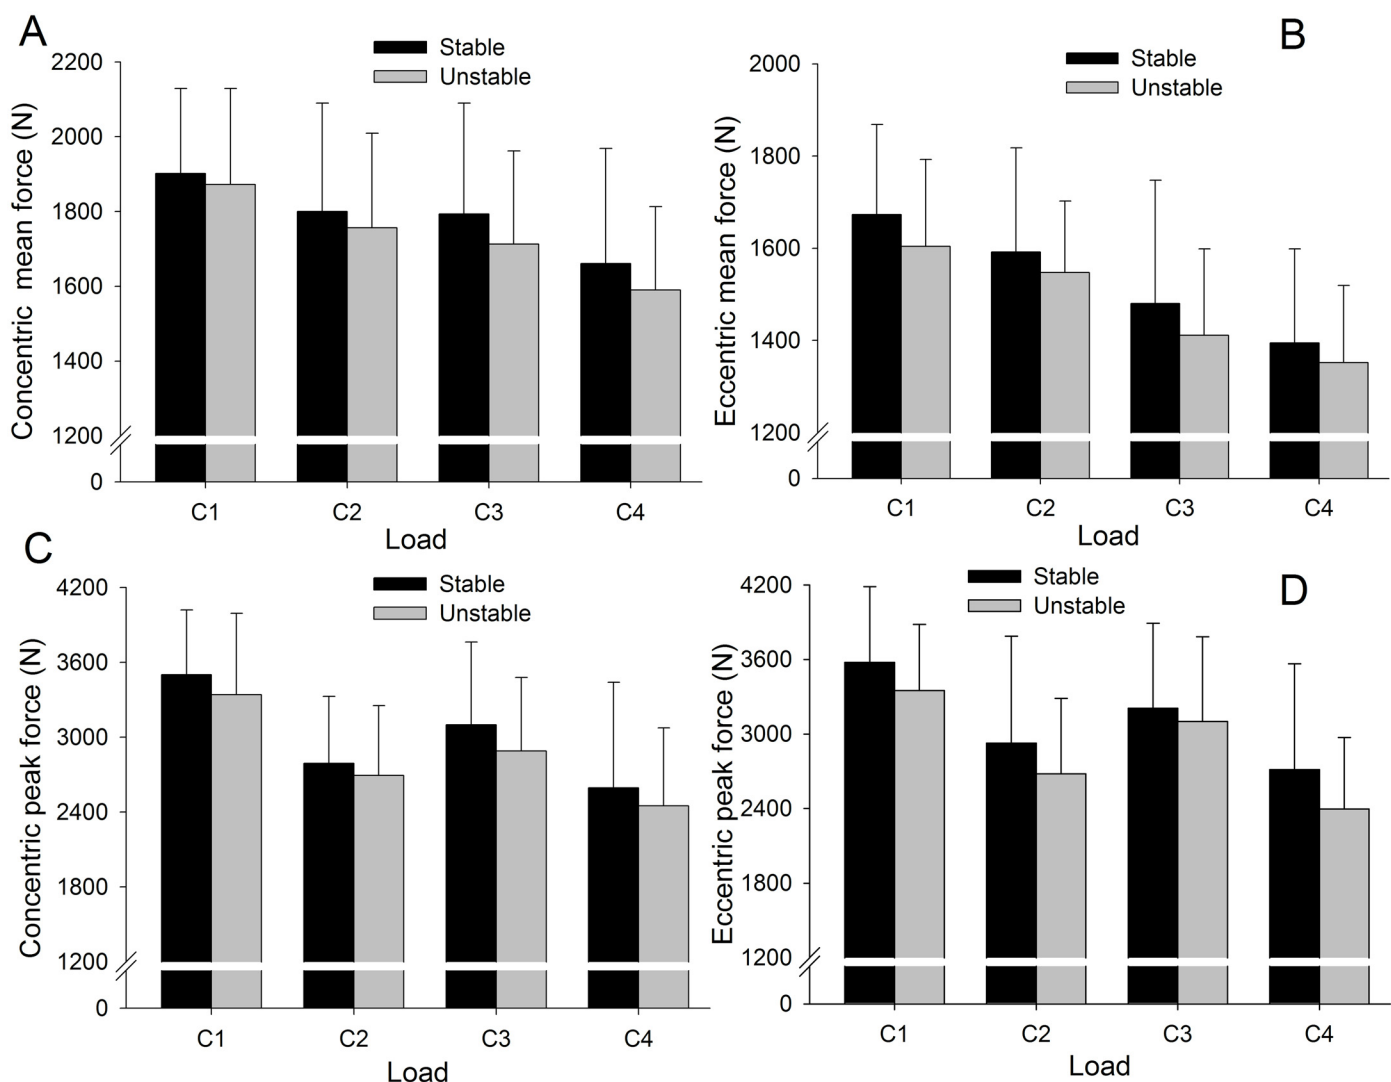 A
Stable
Unstable
Concentric mean force (N)
2200
2000
1800
1600
1400
1200
0
C1 C2 C3 C4
Load
B
Stable
Unstable
Eccentric mean force (N)
2000
1800
1600
1400
1200
0
C1 C2 C3 C4
Load
C
Stable
Unstable
Concentric peak force (N)
4200
3600
3000
2400
1800
1200
0
C1 C2 C3 C4
Load
D
Stable
Unstable
Eccentric peak force (N)
4200
3600
3000
2400
1800
1200
0
C1 C2 C3 C4
Load